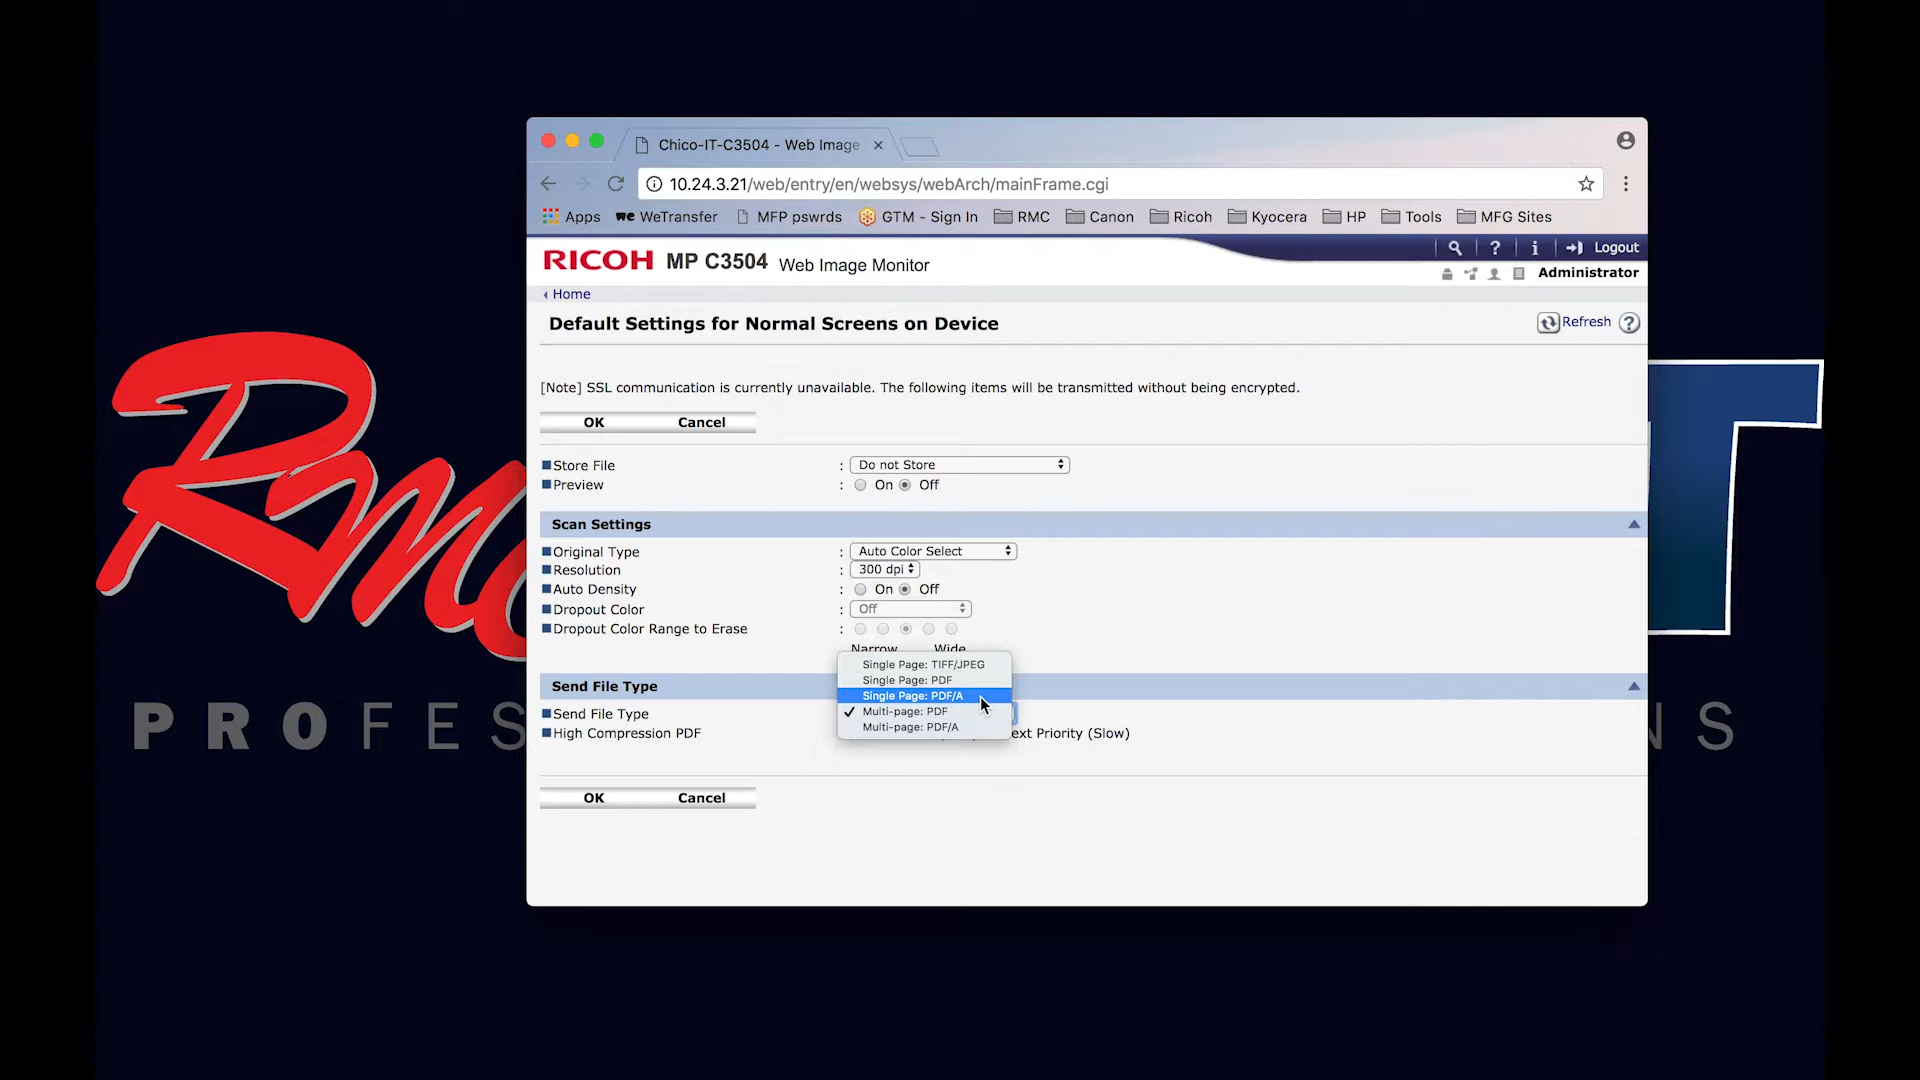 Chico-IT-C3504 - Web Image
10.24.3.21/web/entry/en/websys/webArch/mainFrame.cgi
Apps WeTransfer MFP pswrds GTM - Sign In RMC Canon Ricoh Kyocera HP Tools MFG Sites
RICOH MP C3504 Web Image Monitor
? i Logout
Administrator
Home
Default Settings for Normal Screens on Device
Refresh ?
[Note] SSL communication is currently unavailable. The following items will be transmitted without being encrypted.
OK Cancel
Store File : Do not Store
Preview : On Off
Scan Settings
Original Type : Auto Color Select
Resolution : 300 dpi
Auto Density : On Off
Dropout Color : Off
Dropout Color Range to Erase :
Narrow Wide
Single Page: TIFF/JPEG
Single Page: PDF
Single Page: PDF/A
Multi-page: PDF
Multi-page: PDF/A
Send File Type
Send File Type
High Compression PDF ext Priority (Slow)
OK Cancel
PROFES NS